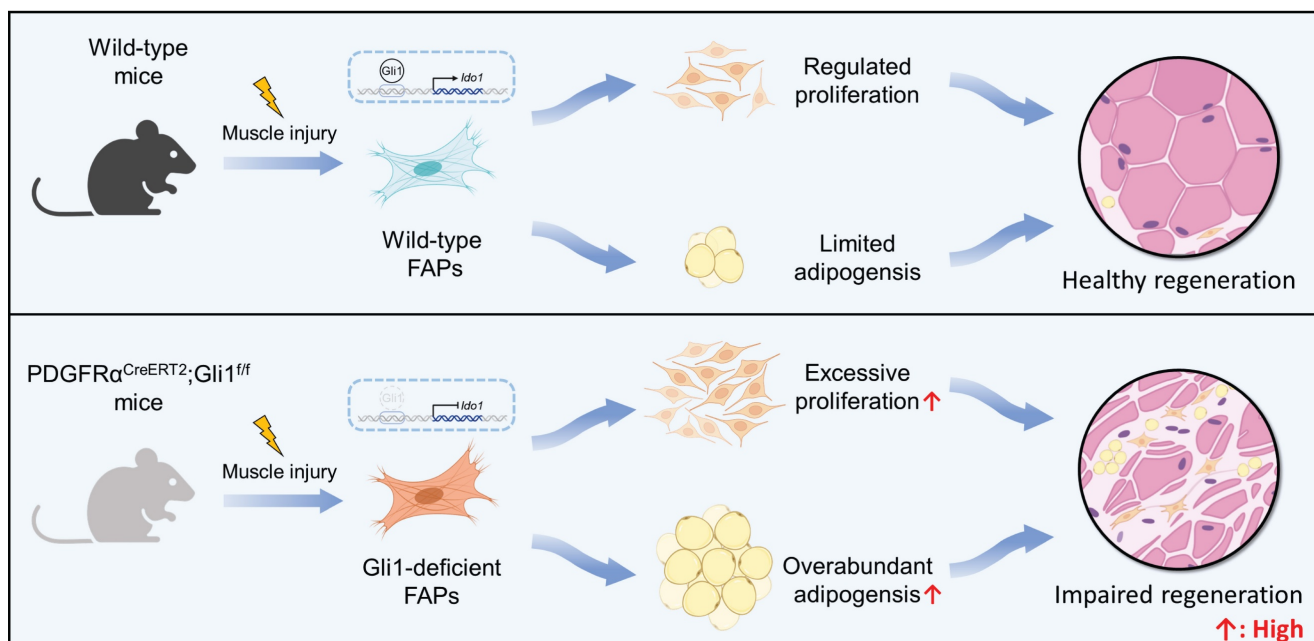 Wild-type
mice
Muscle injury
Gli1
Ido1
Wild-type
FAPs
Regulated
proliferation
Limited
adipogensis
Healthy regeneration
PDGFRα^CreERT2;Gli1^f/f
mice
Muscle injury
Gli1
Ido1
Gli1-deficient
FAPs
Excessive
proliferation↑
Overabundant
adipogensis↑
Impaired regeneration
↑: High